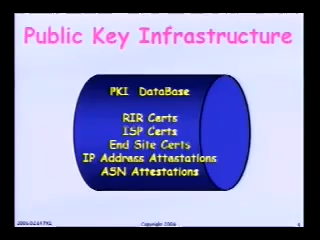 Public Key Infrastructure
PKI DataBase
RIR Certs
ISP Certs
End Site Certs
IP Address Attestations
ASN Attestations
Copyright 2006